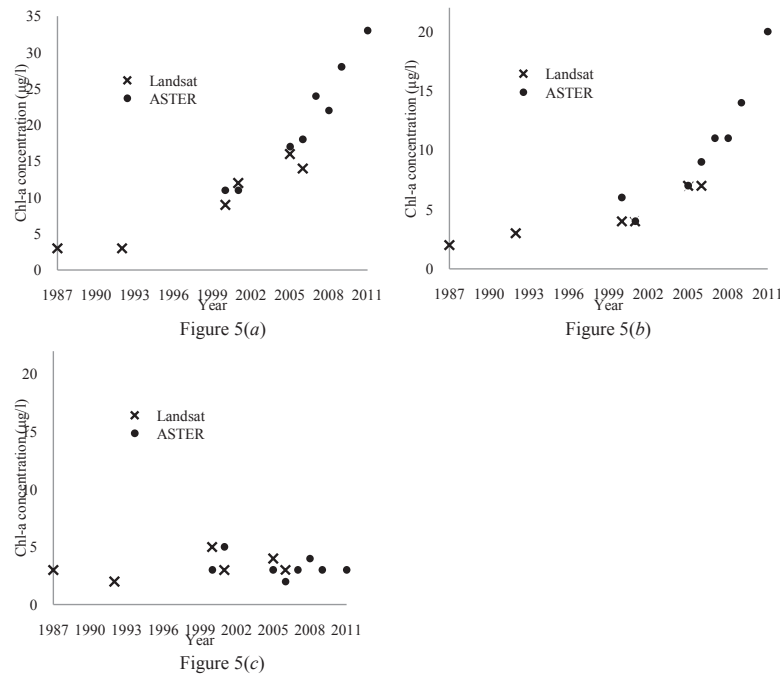 35
30
25
20
15
10
5
0
Chl-a concentration (μg/l)
Landsat
ASTER
1987 1990 1993 1996 1999 2002 2005 2008 2011
Year
Figure 5(a)
20
15
10
5
0
Chl-a concentration (μg/l)
Landsat
ASTER
1987 1990 1993 1996 1999 2002 2005 2008 2011
Year
Figure 5(b)
20
15
10
5
0
Chl-a concentration (μg/l)
Landsat
ASTER
1987 1990 1993 1996 1999 2002 2005 2008 2011
Year
Figure 5(c)